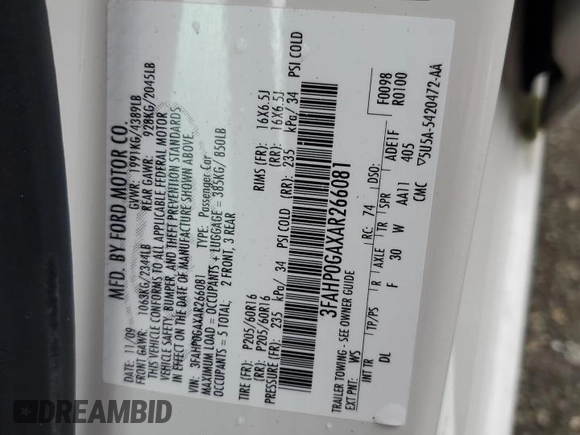 MFD. BY FORD MOTOR CO.
DATE: 11/09 GVWR: 1991KG/4389LB
FRONT GAWR: 1063KG/2344LB REAR GAWR: 928KG/2045LB
THIS VEHICLE CONFORMS TO ALL APPLICABLE FEDERAL MOTOR
VEHICLE SAFETY, BUMPER, AND THEFT PREVENTION STANDARDS
IN EFFECT ON THE DATE OF MANUFACTURE SHOWN ABOVE.
VIN: 3FAHP0GAXAR266081 TYPE: Passenger Car
MAXIMUM LOAD = OCCUPANTS + LUGGAGE = 385KG/ 850LB
OCCUPANTS = 5 TOTAL; 2 FRONT, 3 REAR
TIRE (FR): P205/60R16 RIMS (FR): 16X6.5J
(RR): P205/60R16 (RR): 16X6.5J
PRESSURE (FR): 235 kPa/ 34 PSI COLD (RR): 235 kPa/ 34 PSI COLD
3FAHP0GAXAR266081
TRAILER TOWING - SEE OWNER GUIDE F0098
EXT PNT: WS RC: 74 DSO: R0100
INT TR TP/PS R AXLE TR SPR ADE1F
DL F 30 W AA11 405
CMC ▽5U5A-5420472-AA
DREAMBID